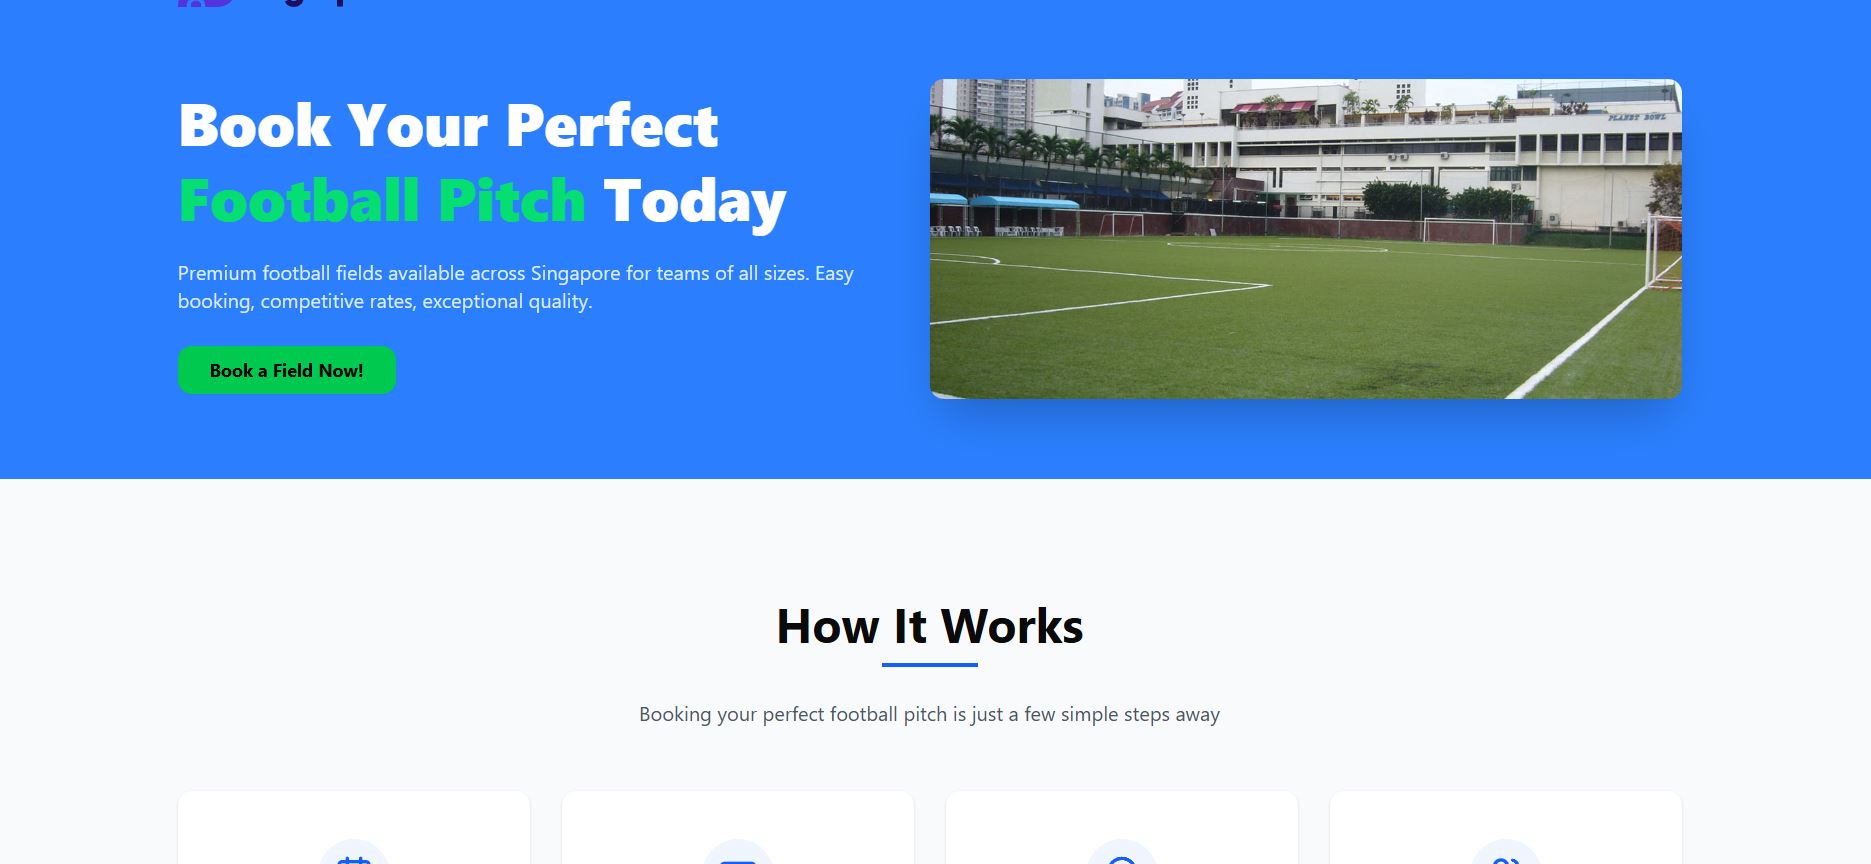 Book Your Perfect
Football Pitch Today
Premium football fields available across Singapore for teams of all sizes. Easy
booking, competitive rates, exceptional quality.
Book a Field Now!
PLANET BOWL
How It Works
Booking your perfect football pitch is just a few simple steps away